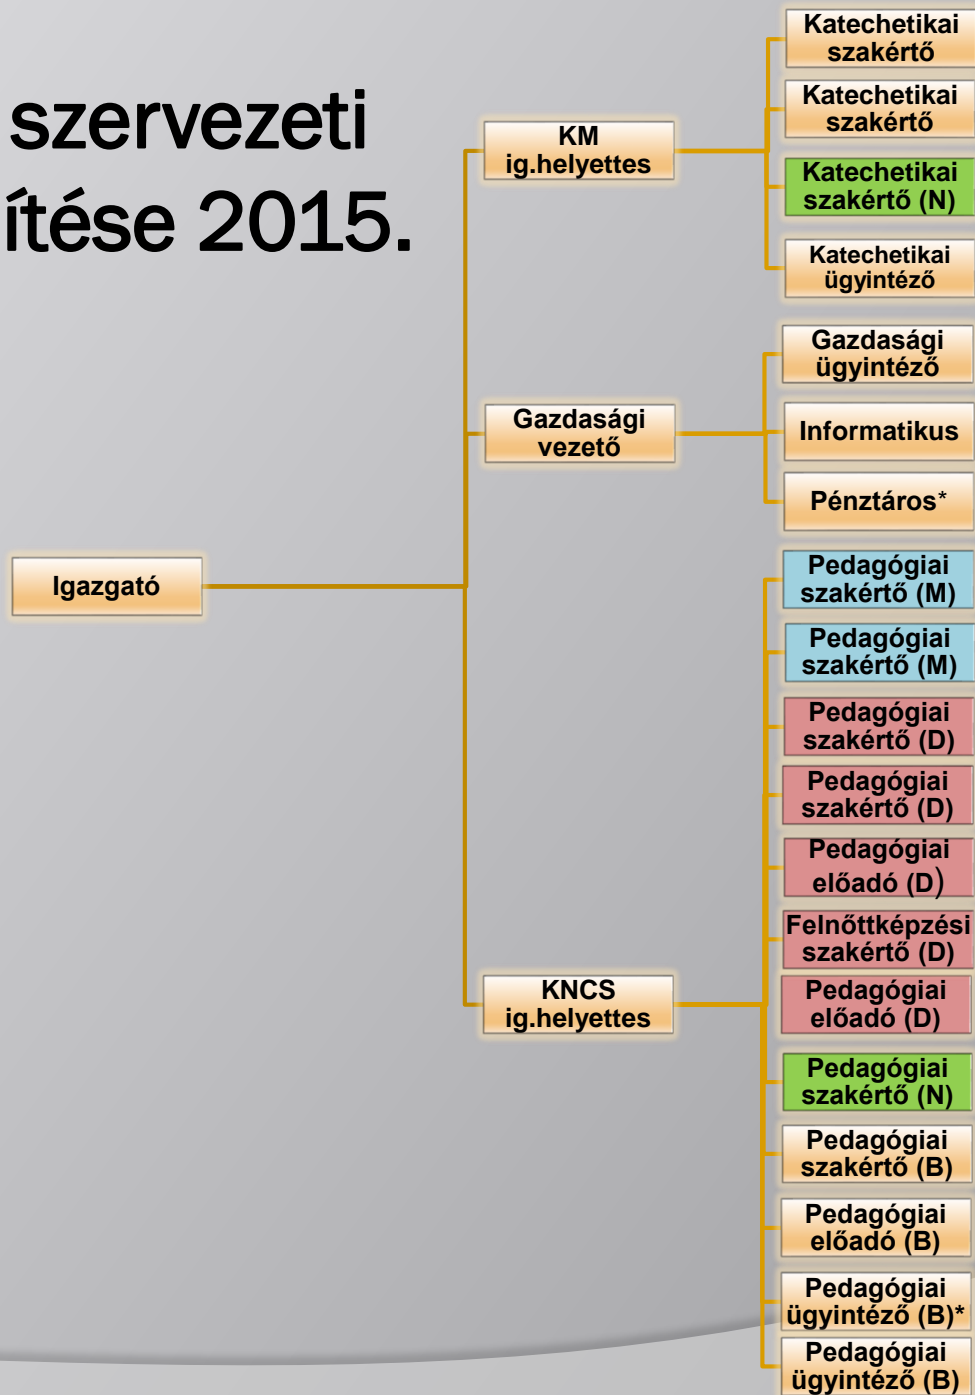 szervezeti
ítése 2015.
Igazgató
KM
ig.helyettes
Katechetikai
szakértő
Katechetikai
szakértő
Katechetikai
szakértő (N)
Katechetikai
ügyintéző
Gazdasági
vezető
Gazdasági
ügyintéző
Informatikus
Pénztáros*
KNCS
ig.helyettes
Pedagógiai
szakértő (M)
Pedagógiai
szakértő (M)
Pedagógiai
szakértő (D)
Pedagógiai
szakértő (D)
Pedagógiai
előadó (D)
Felnőttképzési
szakértő (D)
Pedagógiai
előadó (D)
Pedagógiai
szakértő (N)
Pedagógiai
szakértő (B)
Pedagógiai
előadó (B)
Pedagógiai
ügyintéző (B)*
Pedagógiai
ügyintéző (B)